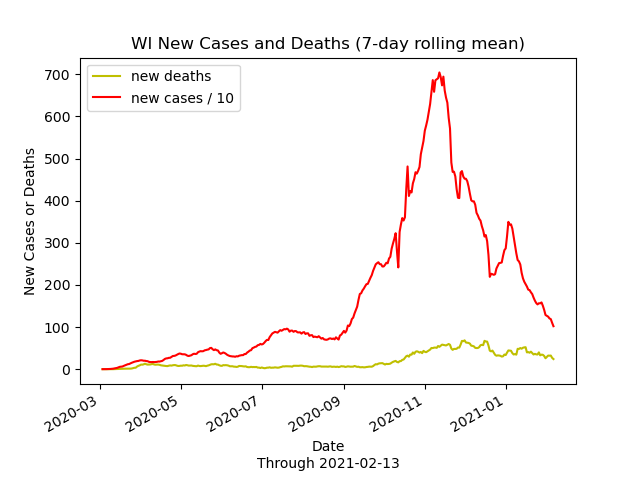 WI New Cases and Deaths (7-day rolling mean)
new deaths
new cases / 10
New Cases or Deaths
700
600
500
400
300
200
100
0
2020-03
2020-05
2020-07
2020-09
2020-11
2021-01
Date
Through 2021-02-13